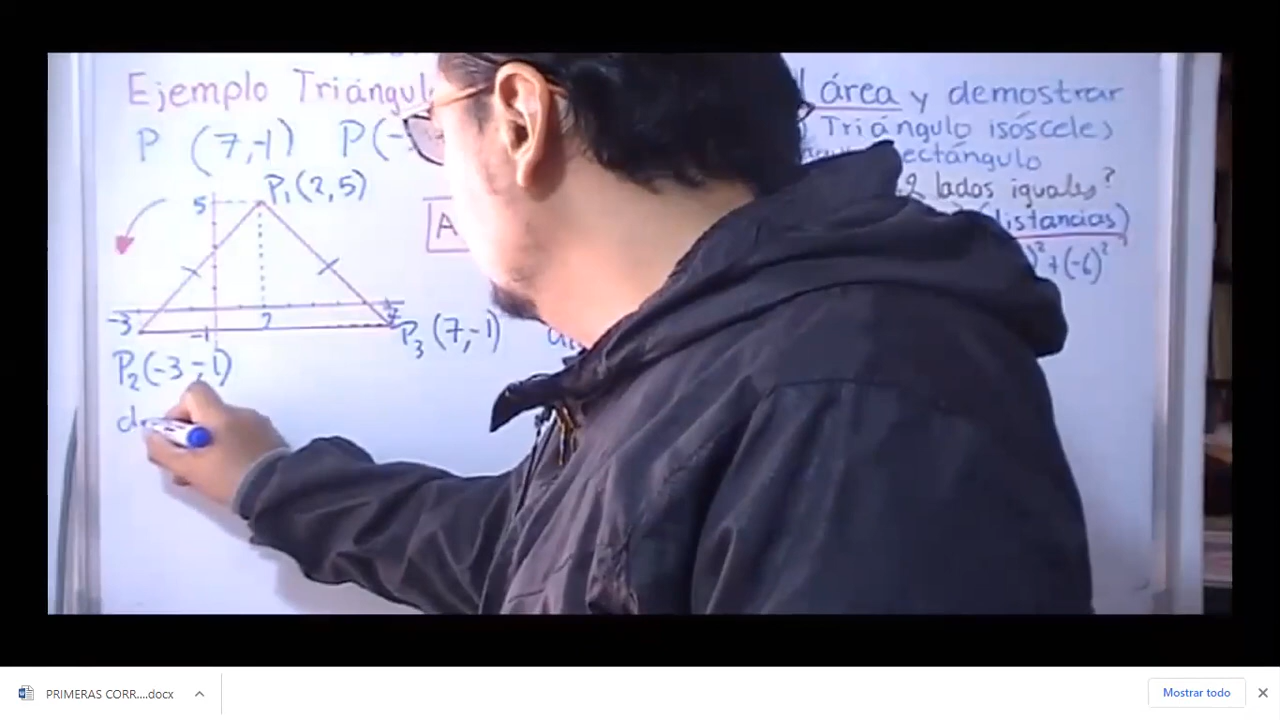 Ejemplo Triángul
área y demostrar
P (7,-1) P(-
Triángulo isósceles
ectángulo
P₁(2,5)
2 lados iguales?
5
A
distancias)
)² + (-6)²
-3
2
7
-1
P₃(7,-1)
P₂(-3,-1)
d
PRIMERAS CORR....docx
Mostrar todo